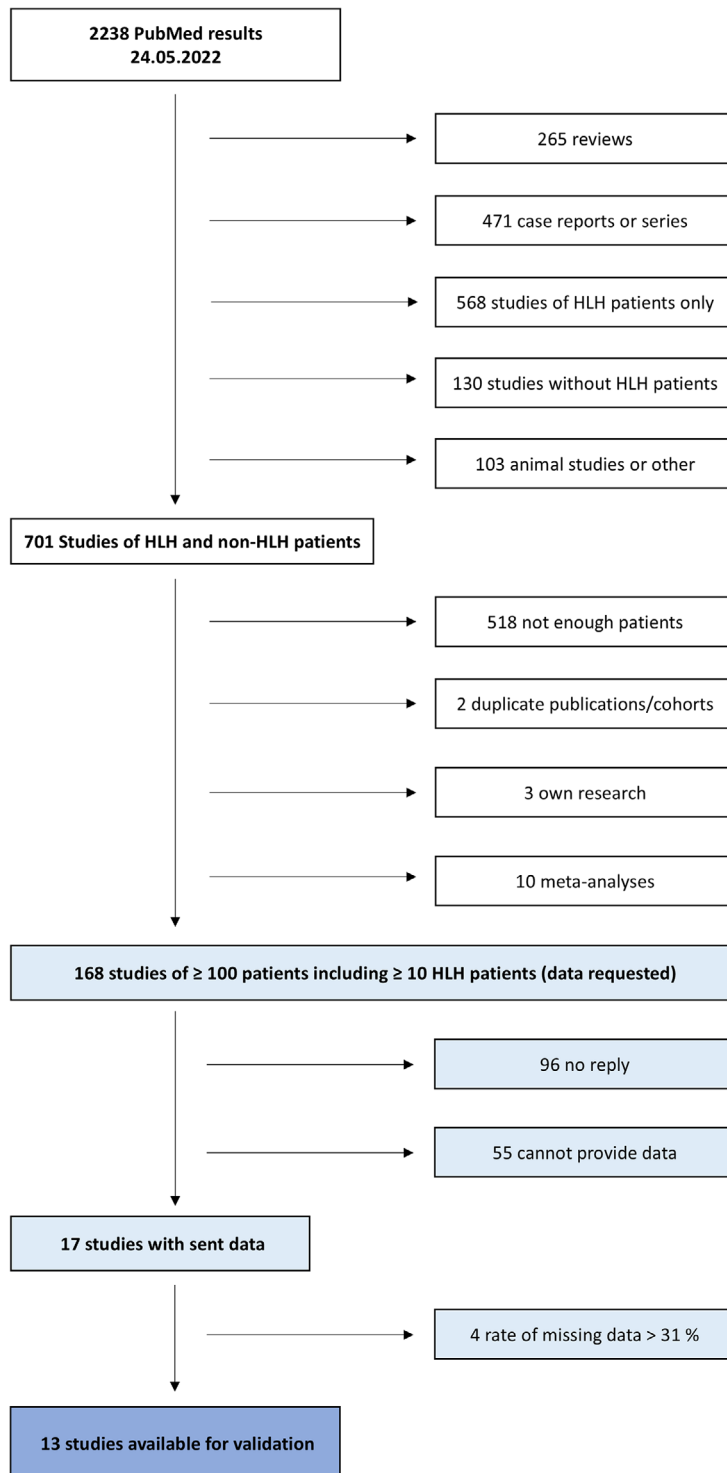 2238 PubMed results
24.05.2022
265 reviews
471 case reports or series
568 studies of HLH patients only
130 studies without HLH patients
103 animal studies or other
701 Studies of HLH and non-HLH patients
518 not enough patients
2 duplicate publications/cohorts
3 own research
10 meta-analyses
168 studies of ≥ 100 patients including ≥ 10 HLH patients (data requested)
96 no reply
55 cannot provide data
17 studies with sent data
4 rate of missing data > 31 %
13 studies available for validation